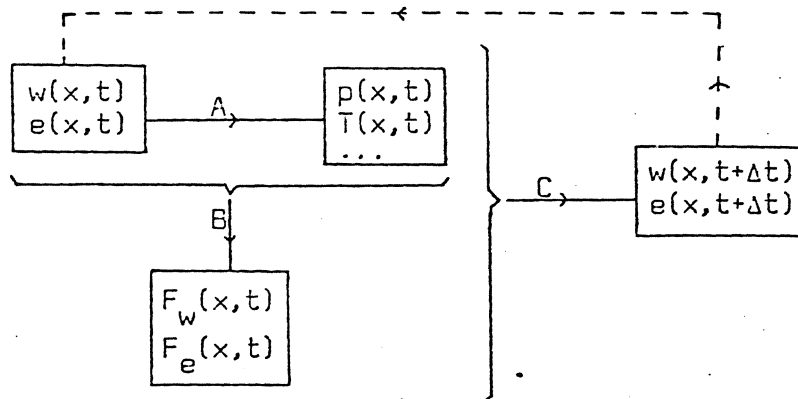 w(x,t)
e(x,t)
A
p(x,t)
T(x,t)
...
B
F_w(x,t)
F_e(x,t)
C
w(x,t+Δt)
e(x,t+Δt)